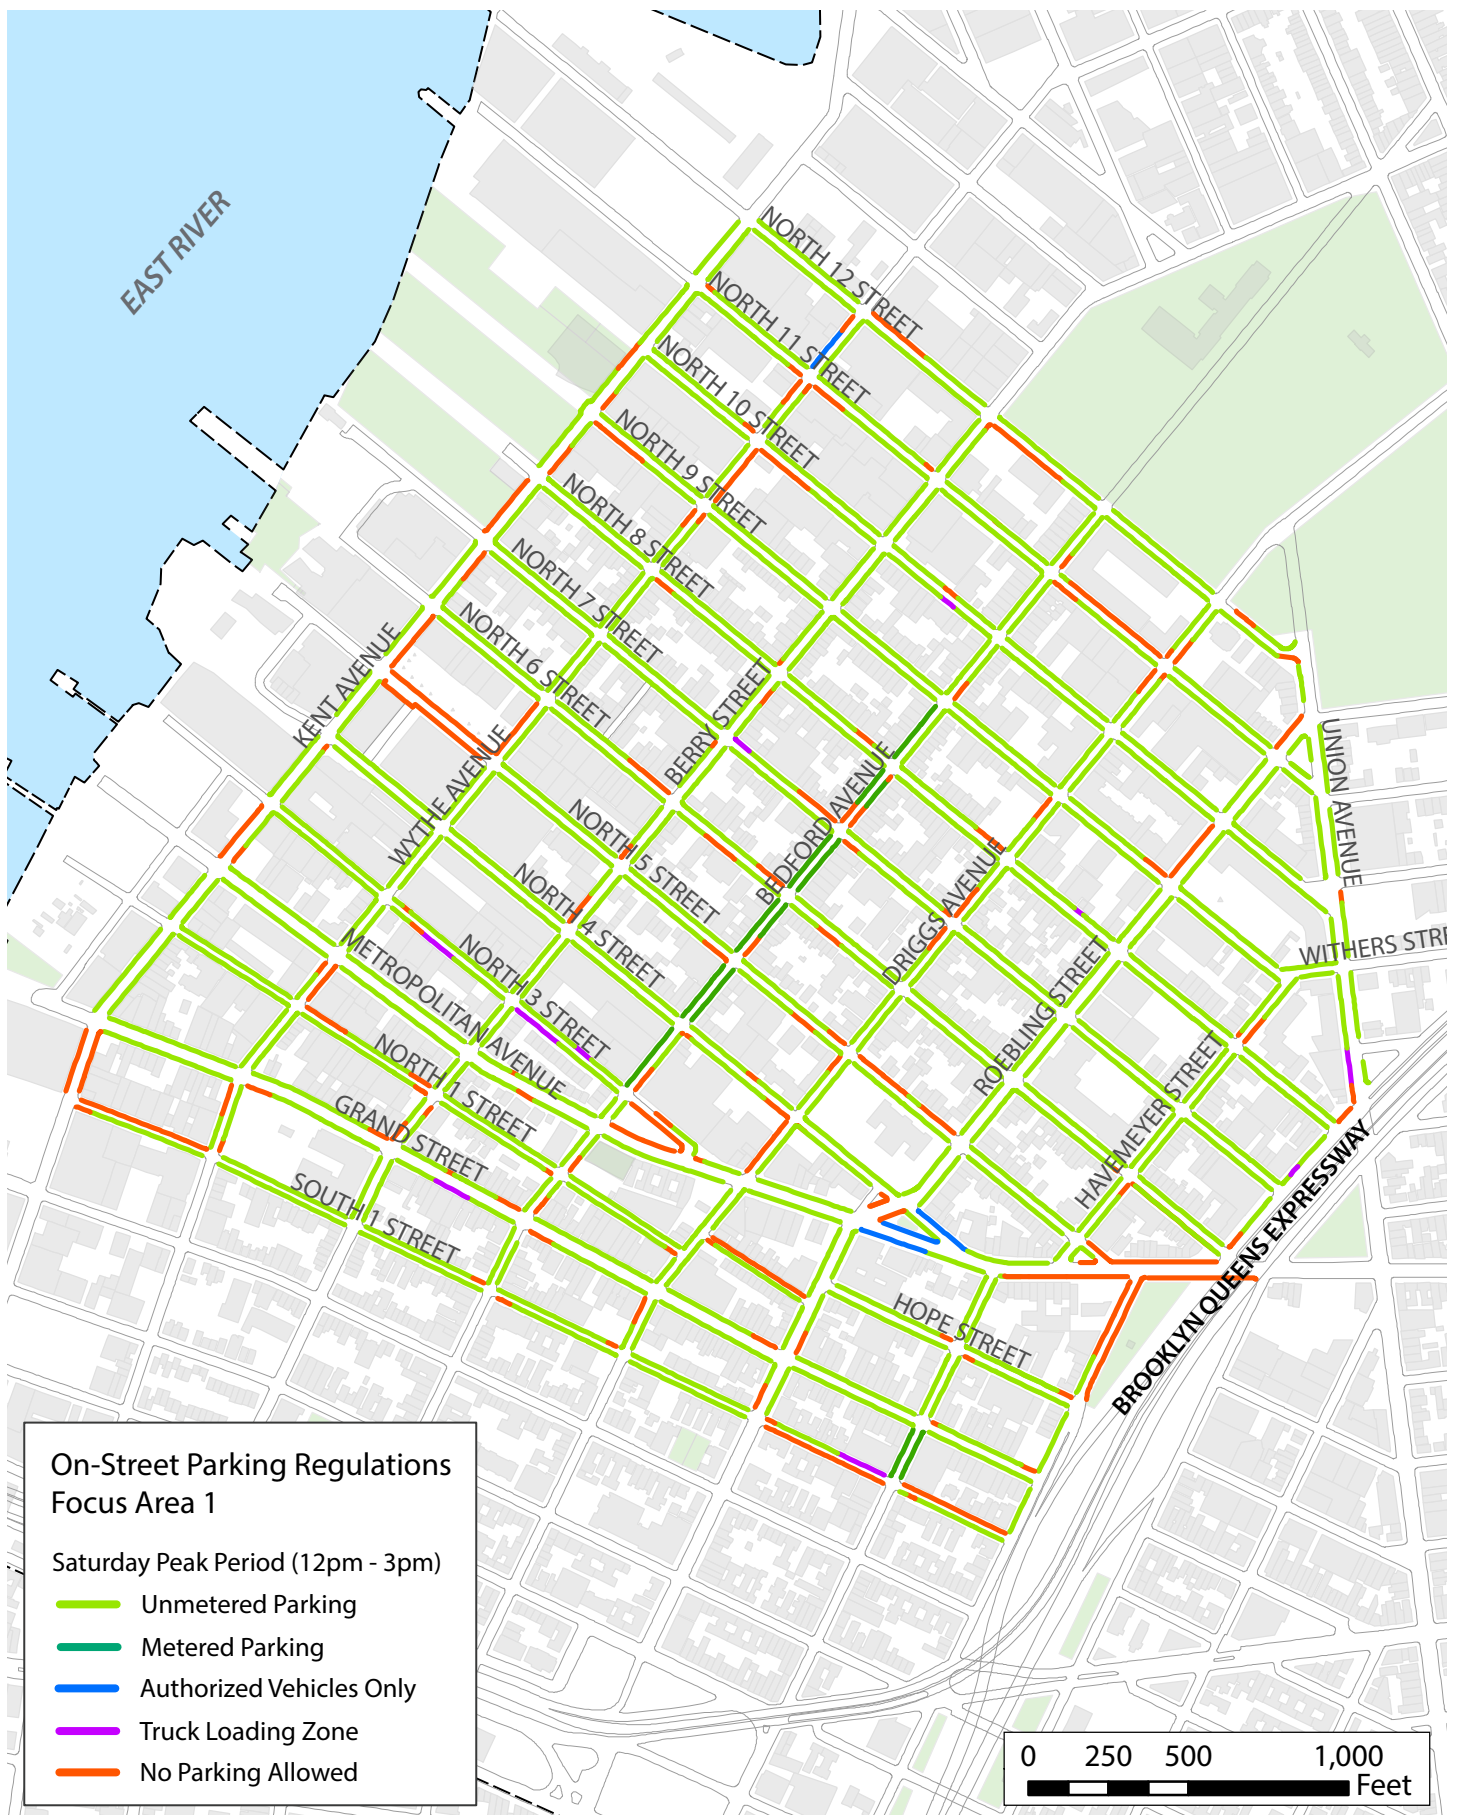 EAST RIVER
NORTH 12 STREET
NORTH 11 STREET
NORTH 10 STREET
NORTH 9 STREET
NORTH 8 STREET
NORTH 7 STREET
NORTH 6 STREET
KENT AVENUE
WYTHE AVENUE
BERRY STREET
BEDFORD AVENUE
DRIGGS AVENUE
UNION AVENUE
NORTH 5 STREET
NORTH 4 STREET
NORTH 3 STREET
WITHERS STRE
METROPOLITAN AVENUE
ROEBLING STREET
HAVEMEYER STREET
NORTH 1 STREET
GRAND STREET
SOUTH 1 STREET
HOPE STREET
BROOKLYN QUEENS EXPRESSWAY
On-Street Parking Regulations
Focus Area 1
Saturday Peak Period (12pm - 3pm)
Unmetered Parking
Metered Parking
Authorized Vehicles Only
Truck Loading Zone
No Parking Allowed
0 250 500 1,000
Feet